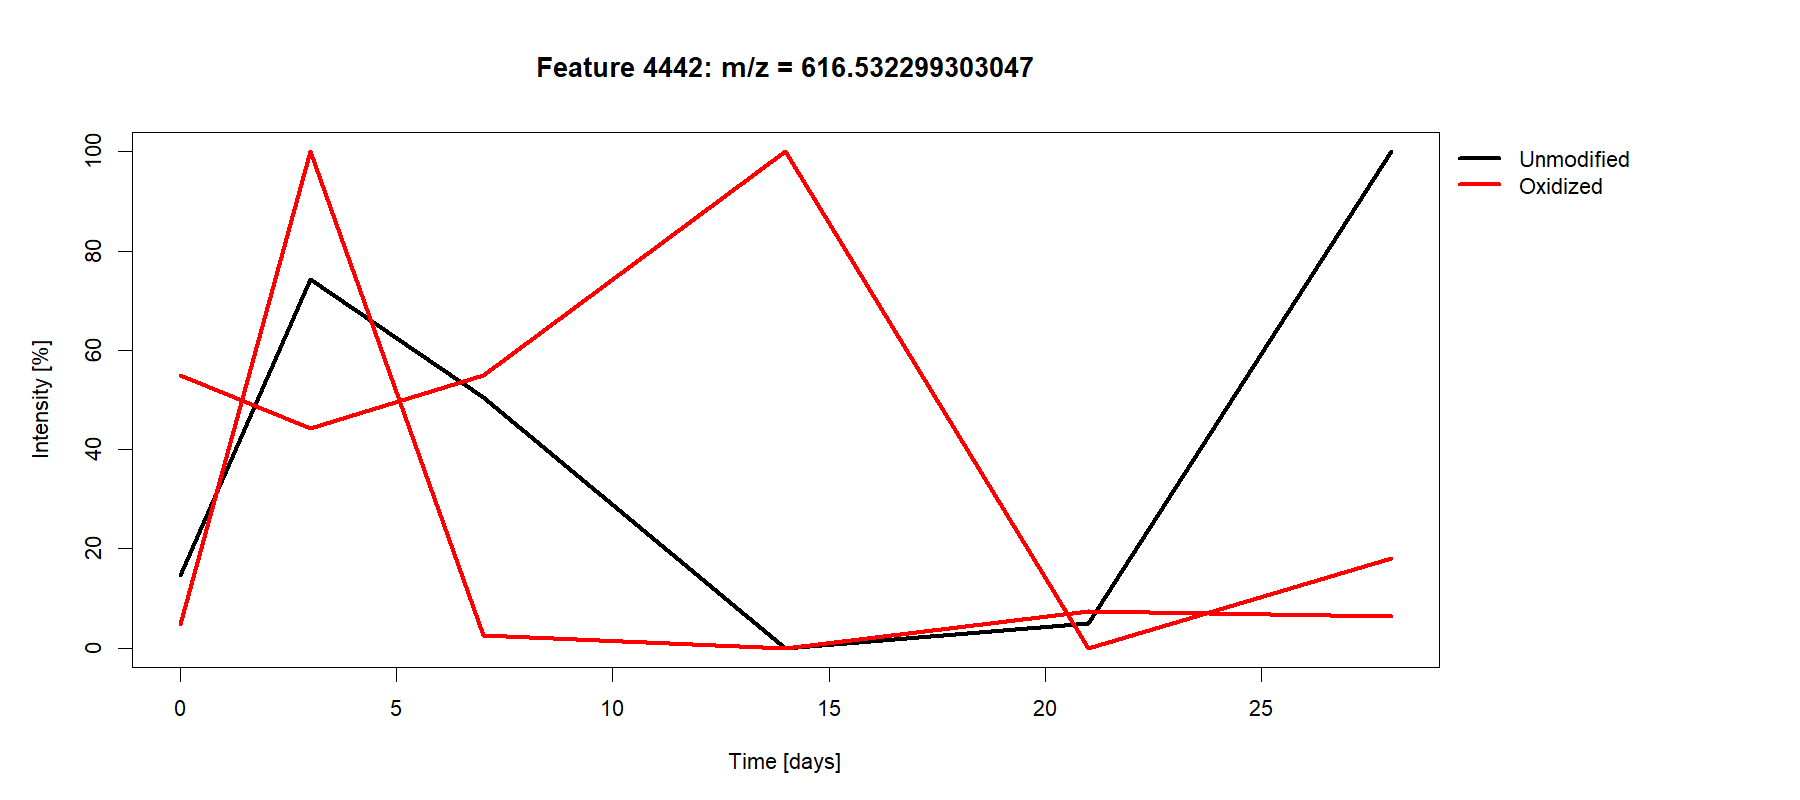 Feature 4442: m/z = 616.532299303047
Unmodified
Oxidized
Intensity [%]
100
80
60
40
20
0
0 5 10 15 20 25
Time [days]